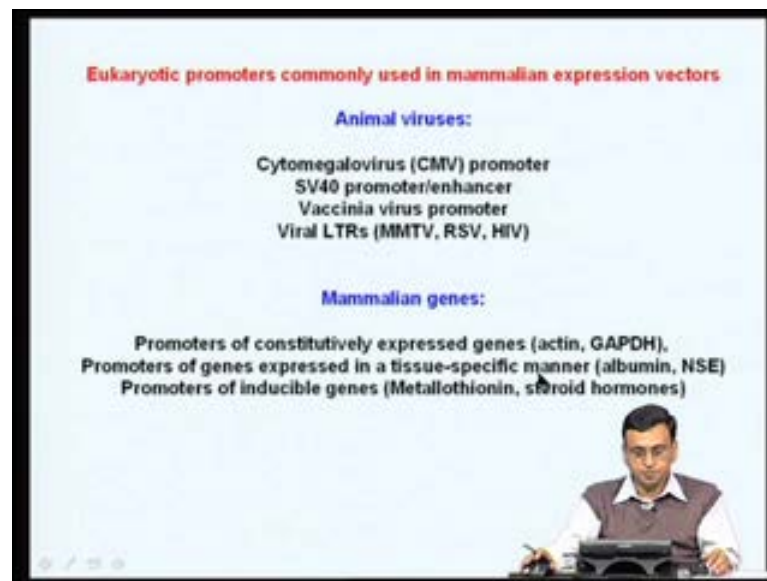 Eukaryotic promoters commonly used in mammalian expression vectors
Animal viruses:
Cytomegalovirus (CMV) promoter
SV40 promoter/enhancer
Vaccinia virus promoter
Viral LTRs (MMTV, RSV, HIV)
Mammalian genes:
Promoters of constitutively expressed genes (actin, GAPDH),
Promoters of genes expressed in a tissue-specific manner (albumin, NSE)
Promoters of inducible genes (Metallothionin, steroid hormones)